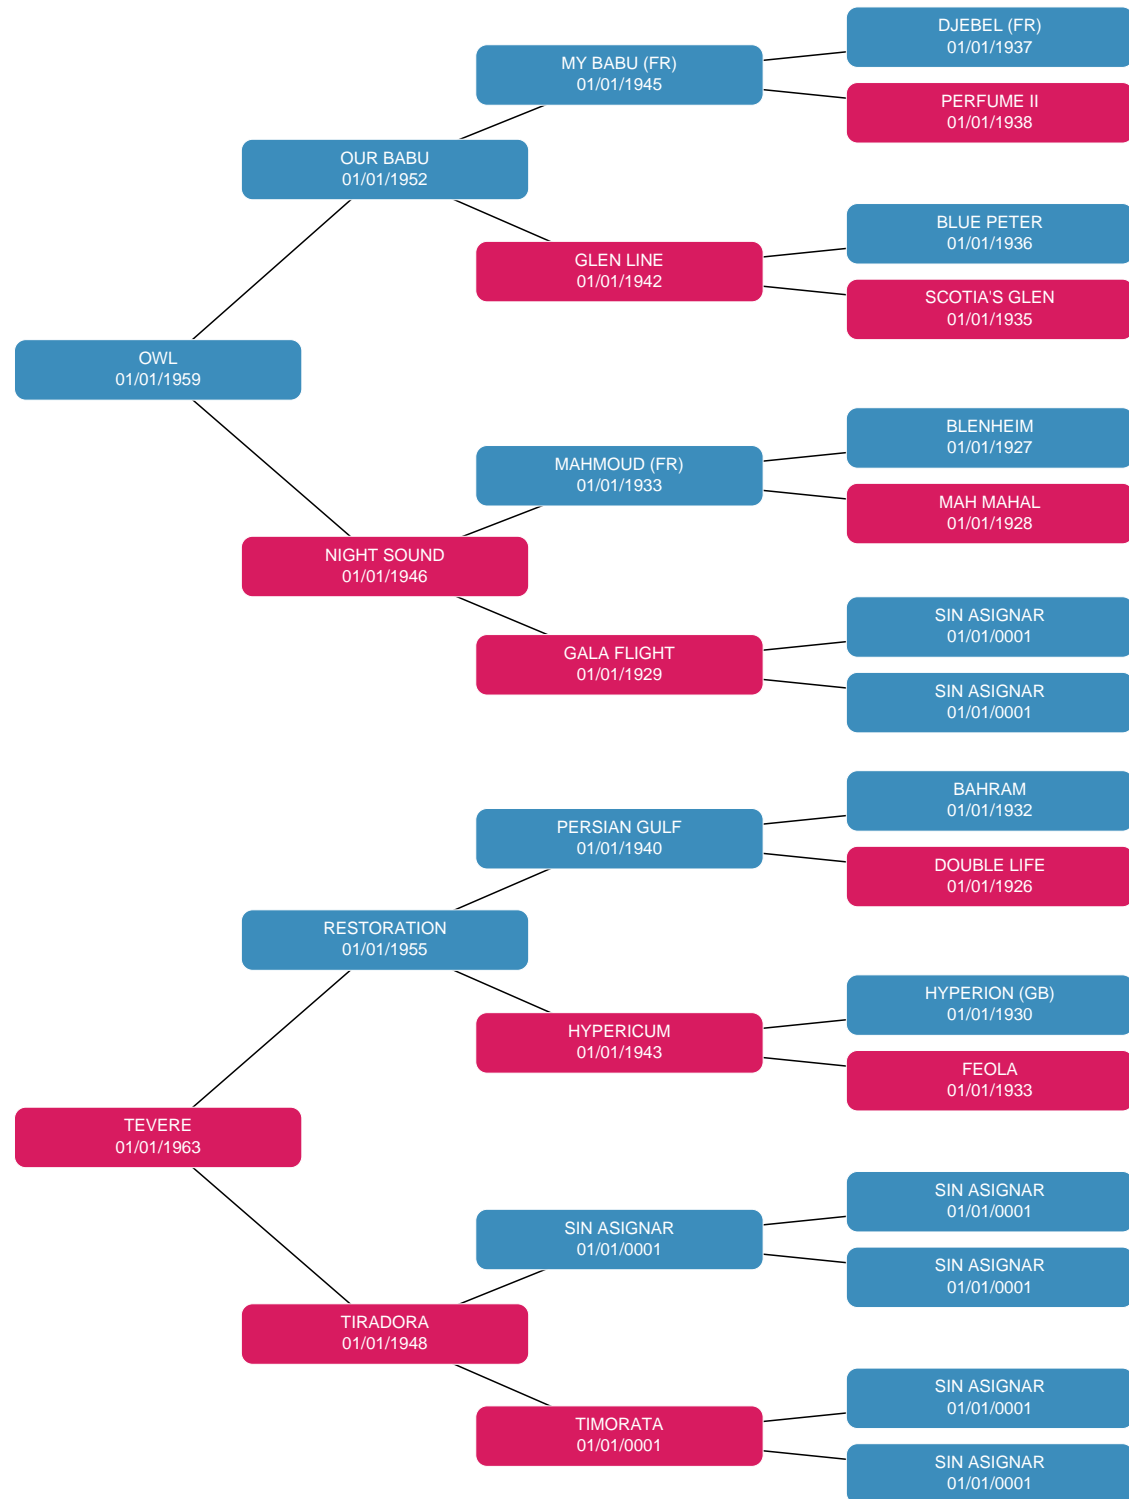 DJEBEL (FR)
01/01/1937
MY BABU (FR)
01/01/1945
PERFUME II
01/01/1938
OUR BABU
01/01/1952
BLUE PETER
01/01/1936
GLEN LINE
01/01/1942
SCOTIA'S GLEN
01/01/1935
OWL
01/01/1959
BLENHEIM
01/01/1927
MAHMOUD (FR)
01/01/1933
MAH MAHAL
01/01/1928
NIGHT SOUND
01/01/1946
SIN ASIGNAR
01/01/0001
GALA FLIGHT
01/01/1929
SIN ASIGNAR
01/01/0001
BAHRAM
01/01/1932
PERSIAN GULF
01/01/1940
DOUBLE LIFE
01/01/1926
RESTORATION
01/01/1955
HYPERION (GB)
01/01/1930
HYPERICUM
01/01/1943
FEOLA
01/01/1933
TEVERE
01/01/1963
SIN ASIGNAR
01/01/0001
SIN ASIGNAR
01/01/0001
SIN ASIGNAR
01/01/0001
TIRADORA
01/01/1948
SIN ASIGNAR
01/01/0001
TIMORATA
01/01/0001
SIN ASIGNAR
01/01/0001